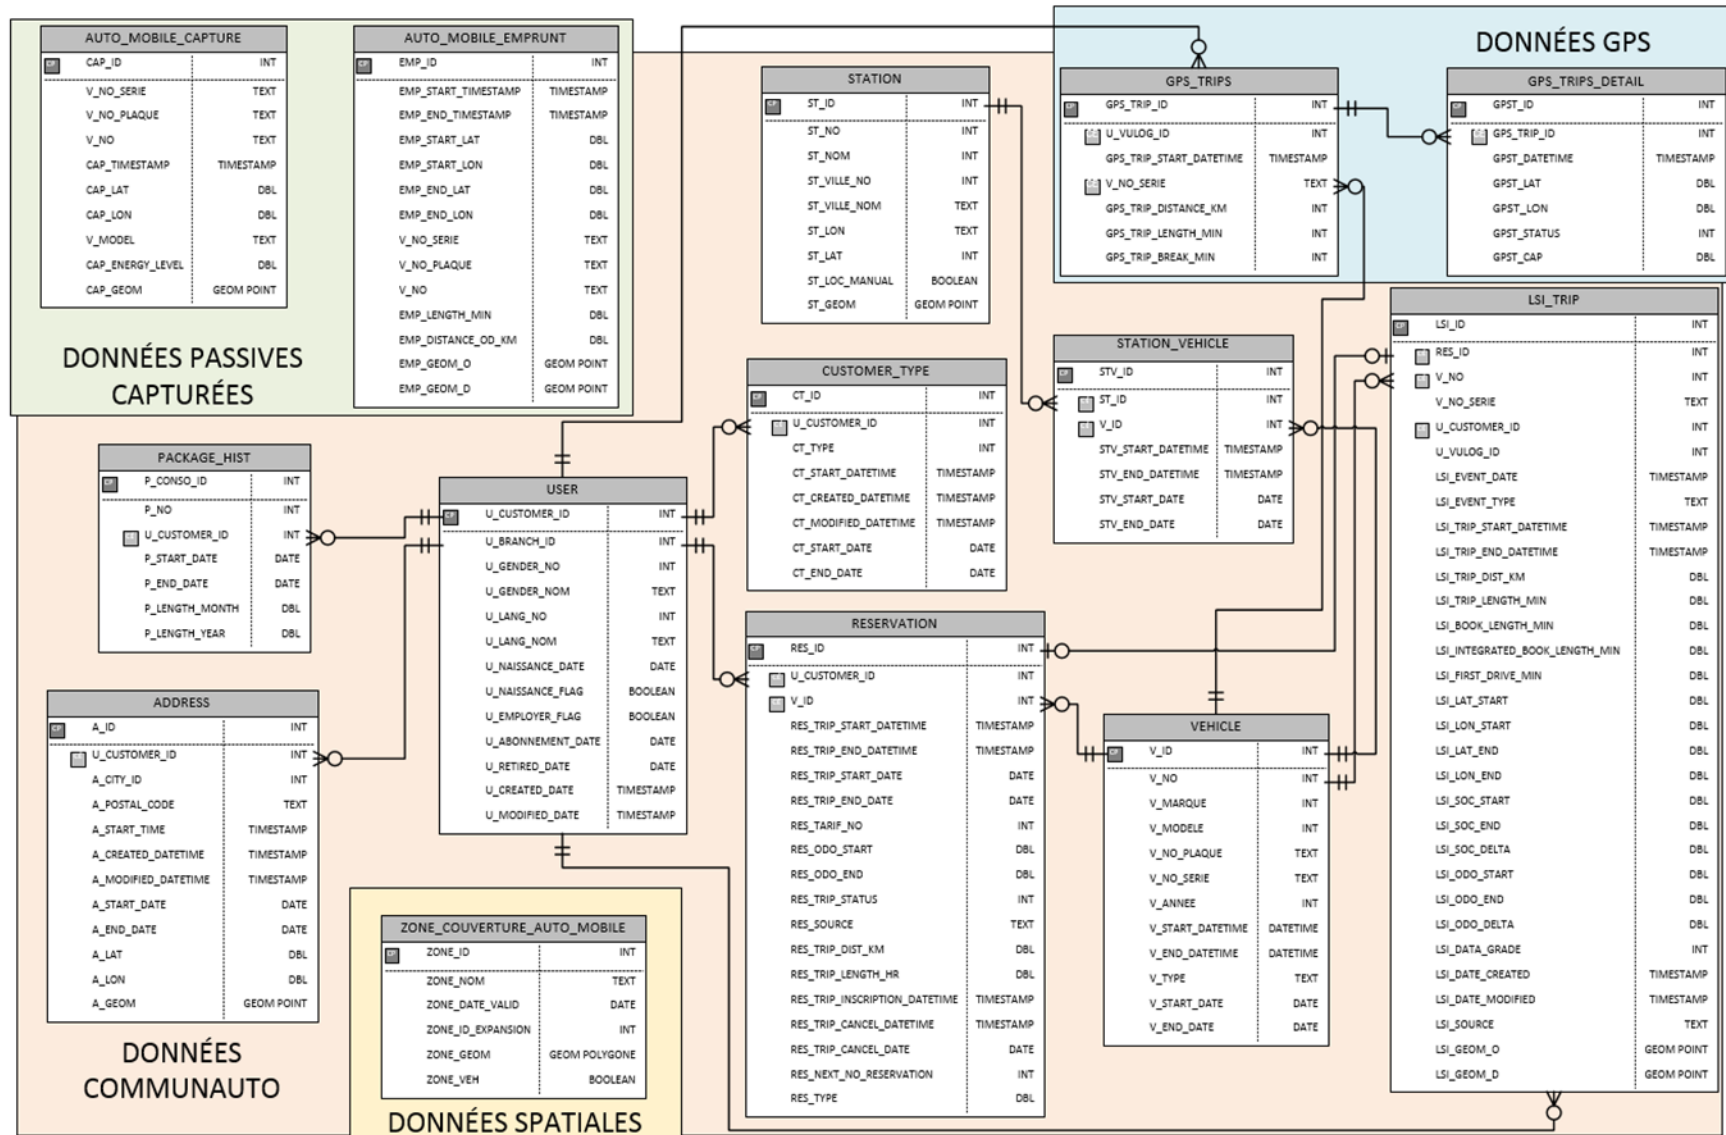 AUTO_MOBILE_CAPTURE
CAP_ID INT
V_NO_SERIE TEXT
V_NO_PLAQUE TEXT
V_NO TEXT
CAP_TIMESTAMP TIMESTAMP
CAP_LAT DBL
CAP_LON DBL
V_MODEL TEXT
CAP_ENERGY_LEVEL DBL
CAP_GEOM GEOM POINT
AUTO_MOBILE_EMPRUNT
EMP_ID INT
EMP_START_TIMESTAMP TIMESTAMP
EMP_END_TIMESTAMP TIMESTAMP
EMP_START_LAT DBL
EMP_START_LON DBL
EMP_END_LAT DBL
EMP_END_LON DBL
V_NO_SERIE TEXT
V_NO_PLAQUE TEXT
V_NO TEXT
EMP_LENGTH_MIN DBL
EMP_DISTANCE_OD_KM DBL
EMP_GEOM_O GEOM POINT
EMP_GEOM_D GEOM POINT
DONNÉES PASSIVES
CAPTURÉES
STATION
ST_ID INT
ST_NO INT
ST_NOM INT
ST_VILLE_NO INT
ST_VILLE_NOM TEXT
ST_LON TEXT
ST_LAT INT
ST_LOC_MANUAL BOOLEAN
ST_GEOM GEOM POINT
DONNÉES GPS
GPS_TRIPS
GPS_TRIP_ID INT
U_VULOG_ID INT
GPS_TRIP_START_DATETIME TIMESTAMP
V_NO_SERIE TEXT
GPS_TRIP_DISTANCE_KM INT
GPS_TRIP_LENGTH_MIN INT
GPS_TRIP_BREAK_MIN INT
GPS_TRIPS_DETAIL
GPST_ID INT
GPS_TRIP_ID INT
GPST_DATETIME TIMESTAMP
GPST_LAT DBL
GPST_LON DBL
GPST_STATUS INT
GPST_CAP DBL
CUSTOMER_TYPE
CT_ID INT
U_CUSTOMER_ID INT
CT_TYPE INT
CT_START_DATETIME TIMESTAMP
CT_CREATED_DATETIME TIMESTAMP
CT_MODIFIED_DATETIME TIMESTAMP
CT_START_DATE DATE
CT_END_DATE DATE
STATION_VEHICLE
STV_ID INT
ST_ID INT
V_ID INT
STV_START_DATETIME TIMESTAMP
STV_END_DATETIME TIMESTAMP
STV_START_DATE DATE
STV_END_DATE DATE
LSI_TRIP
LSI_ID INT
RES_ID INT
V_NO INT
V_NO_SERIE TEXT
U_CUSTOMER_ID INT
U_VULOG_ID INT
LSI_EVENT_DATE TIMESTAMP
LSI_EVENT_TYPE TEXT
LSI_TRIP_START_DATETIME TIMESTAMP
LSI_TRIP_END_DATETIME TIMESTAMP
LSI_TRIP_DIST_KM DBL
LSI_TRIP_LENGTH_MIN DBL
LSI_BOOK_LENGTH_MIN DBL
LSI_INTEGRATED_BOOK_LENGTH_MIN DBL
LSI_FIRST_DRIVE_MIN DBL
LSI_LAT_START DBL
LSI_LON_START DBL
LSI_LAT_END DBL
LSI_LON_END DBL
LSI_SOC_START DBL
LSI_SOC_END DBL
LSI_SOC_DELTA DBL
LSI_ODO_START DBL
LSI_ODO_END DBL
LSI_ODO_DELTA DBL
LSI_DATA_GRADE INT
LSI_DATE_CREATED TIMESTAMP
LSI_DATE_MODIFIED TIMESTAMP
LSI_SOURCE TEXT
LSI_GEOM_O GEOM POINT
LSI_GEOM_D GEOM POINT
PACKAGE_HIST
P_CONSO_ID INT
P_NO INT
U_CUSTOMER_ID INT
P_START_DATE DATE
P_END_DATE DATE
P_LENGTH_MONTH DBL
P_LENGTH_YEAR DBL
USER
U_CUSTOMER_ID INT
U_BRANCH_ID INT
U_GENDER_NO INT
U_GENDER_NOM TEXT
U_LANG_NO INT
U_LANG_NOM TEXT
U_NAISSANCE_DATE DATE
U_NAISSANCE_FLAG BOOLEAN
U_EMPLOYER_FLAG BOOLEAN
U_ABONNEMENT_DATE DATE
U_RETIRED_DATE DATE
U_CREATED_DATE TIMESTAMP
U_MODIFIED_DATE TIMESTAMP
RESERVATION
RES_ID INT
U_CUSTOMER_ID INT
V_ID INT
RES_TRIP_START_DATETIME TIMESTAMP
RES_TRIP_END_DATETIME TIMESTAMP
RES_TRIP_START_DATE DATE
RES_TRIP_END_DATE DATE
RES_TARIF_NO INT
RES_ODO_START DBL
RES_ODO_END DBL
RES_TRIP_STATUS INT
RES_SOURCE TEXT
RES_TRIP_DIST_KM DBL
RES_TRIP_LENGTH_HR DBL
RES_TRIP_INSCRIPTION_DATETIME TIMESTAMP
RES_TRIP_CANCEL_DATETIME TIMESTAMP
RES_TRIP_CANCEL_DATE DATE
RES_NEXT_NO_RESERVATION INT
RES_TYPE DBL
VEHICLE
V_ID INT
V_NO INT
V_MARQUE INT
V_MODELE INT
V_NO_PLAQUE TEXT
V_NO_SERIE TEXT
V_ANNEE INT
V_START_DATETIME DATETIME
V_END_DATETIME DATETIME
V_TYPE TEXT
V_START_DATE DATE
V_END_DATE DATE
ADDRESS
A_ID INT
U_CUSTOMER_ID INT
A_CITY_ID INT
A_POSTAL_CODE TEXT
A_START_TIME TIMESTAMP
A_CREATED_DATETIME TIMESTAMP
A_MODIFIED_DATETIME TIMESTAMP
A_START_DATE DATE
A_END_DATE DATE
A_LAT DBL
A_LON DBL
A_GEOM GEOM POINT
DONNÉES
COMMUNAUTO
ZONE_COUVERTURE_AUTO_MOBILE
ZONE_ID INT
ZONE_NOM TEXT
ZONE_DATE_VALID DATE
ZONE_ID_EXPANSION INT
ZONE_GEOM GEOM POLYGONE
ZONE_VEH BOOLEAN
DONNÉES SPATIALES